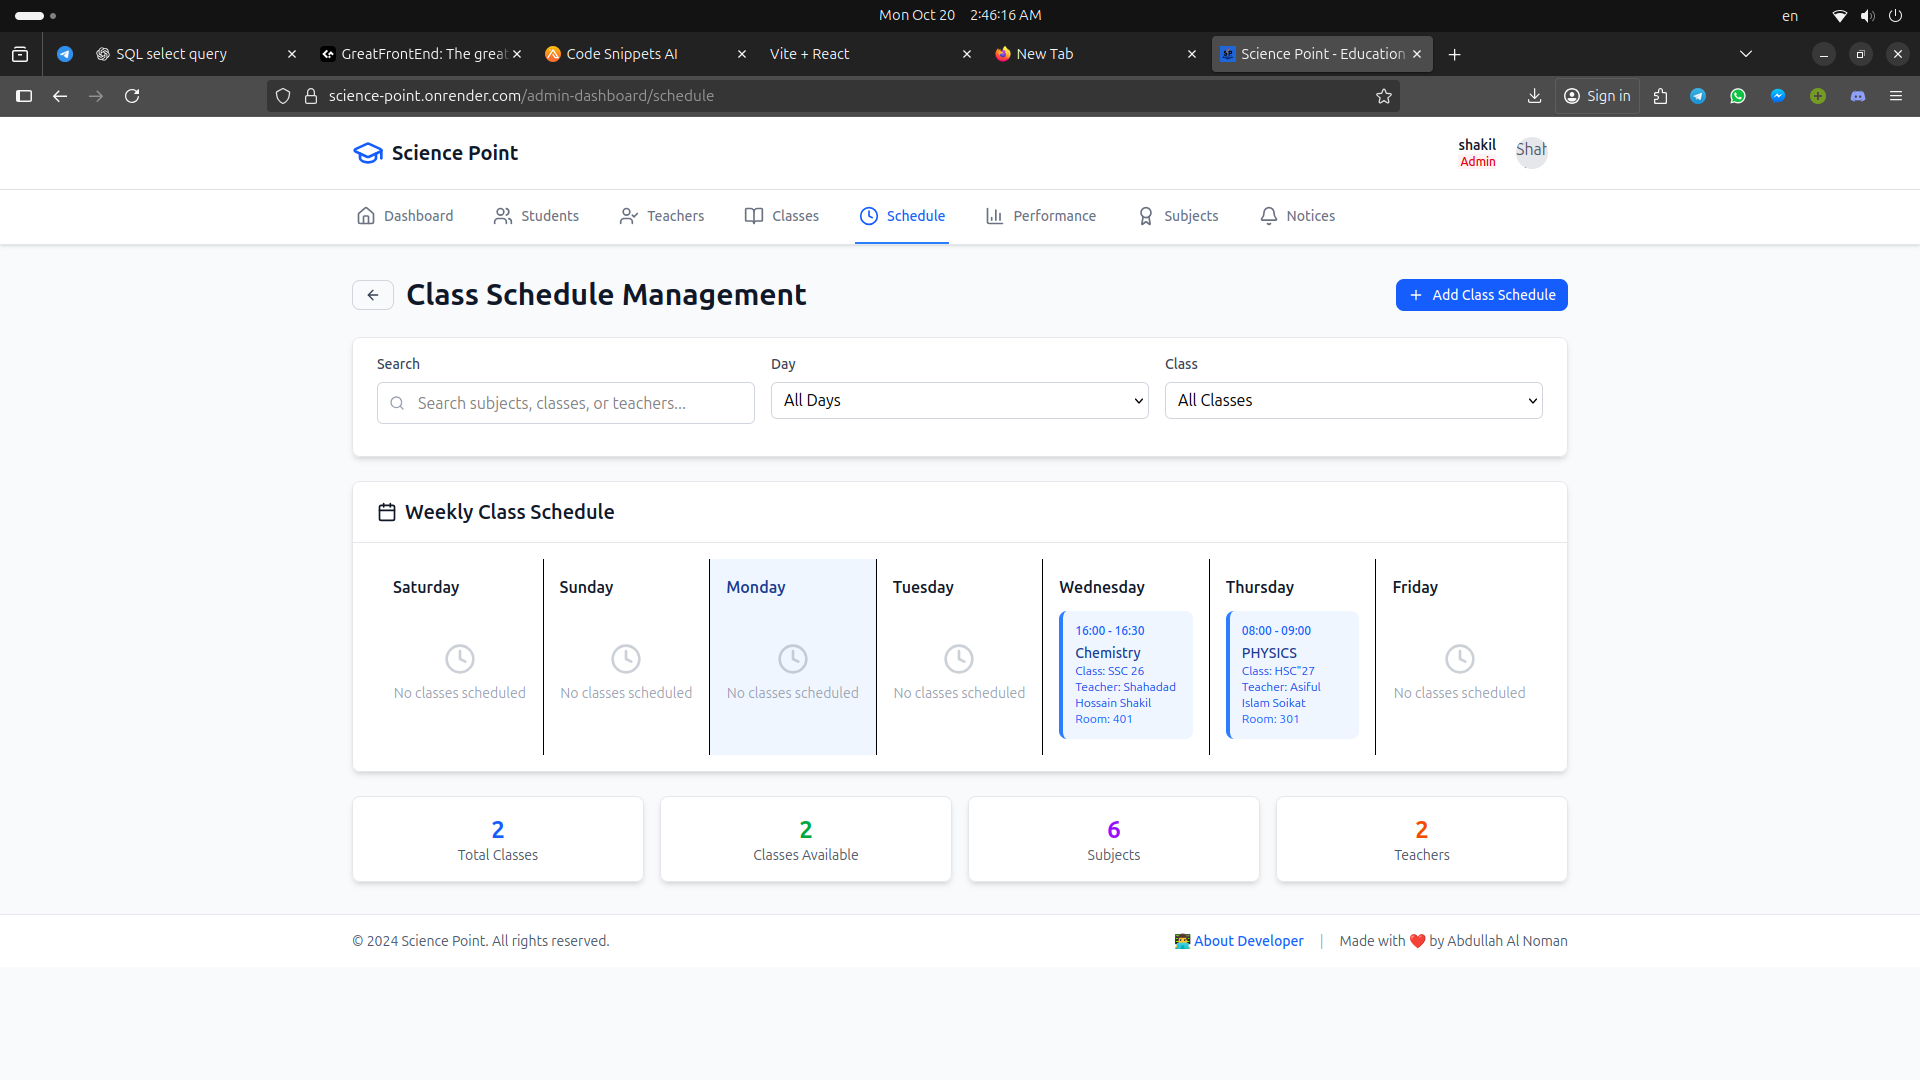 Mon Oct 20 2:46:16 AM
en
SQL select query
GreatFrontEnd: The great
Code Snippets AI
Vite + React
New Tab
Science Point - Education
science-point.onrender.com/admin-dashboard/schedule
Sign in
Science Point
shakil
Admin
Shah
Dashboard
Students
Teachers
Classes
Schedule
Performance
Subjects
Notices
Class Schedule Management
+ Add Class Schedule
Search
Day
Class
Search subjects, classes, or teachers...
All Days
All Classes
Weekly Class Schedule
Saturday
No classes scheduled
Sunday
No classes scheduled
Monday
No classes scheduled
Tuesday
No classes scheduled
Wednesday
16:00 - 16:30
Chemistry
Class: SSC 26
Teacher: Shahadad
Hossain Shakil
Room: 401
Thursday
08:00 - 09:00
PHYSICS
Class: HSC"27
Teacher: Asiful
Islam Soikat
Room: 301
Friday
No classes scheduled
2
Total Classes
2
Classes Available
6
Subjects
2
Teachers
© 2024 Science Point. All rights reserved.
👨‍💻 About Developer | Made with ❤️ by Abdullah Al Noman